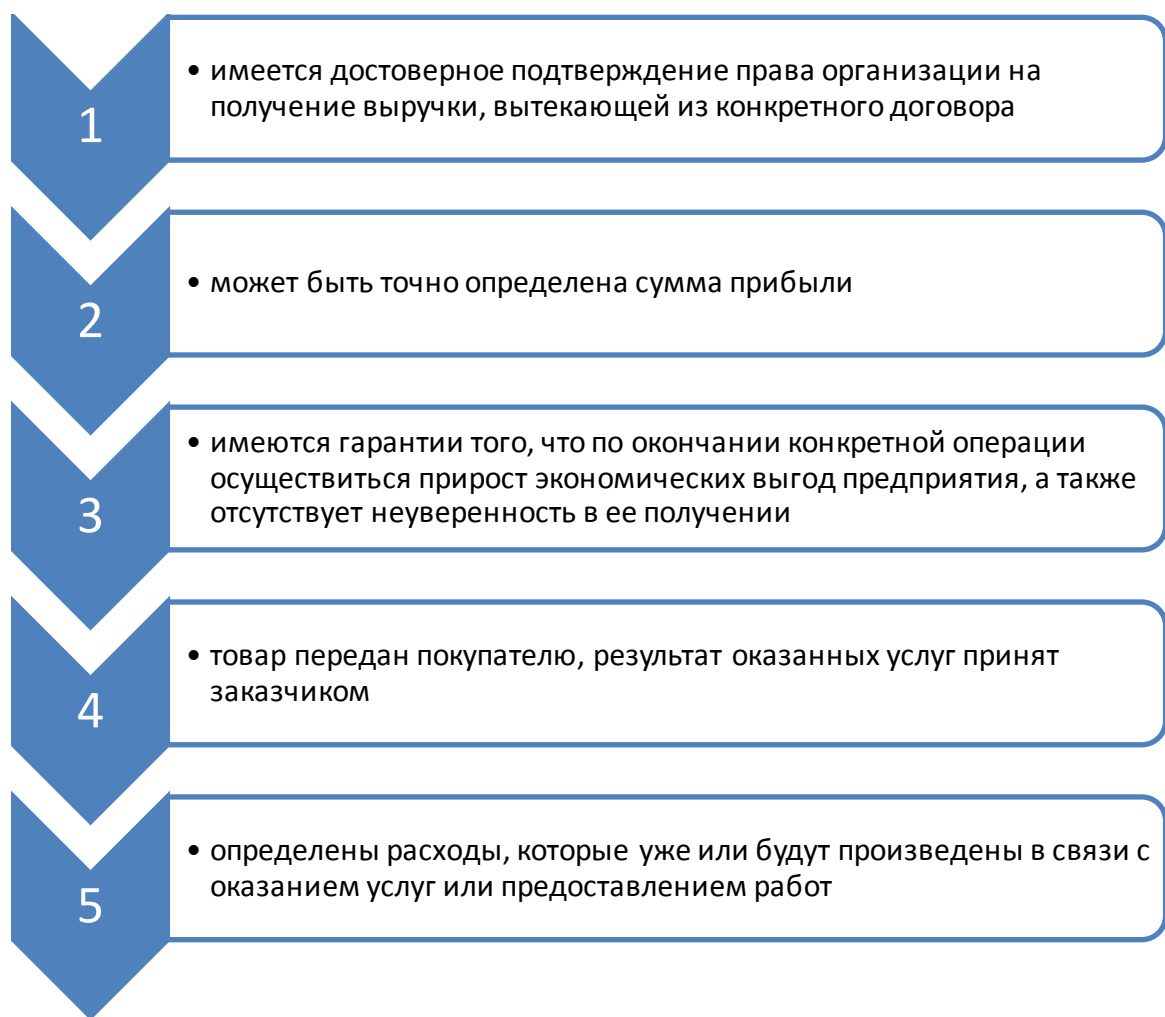 1
• имеется достоверное подтверждение права организации на
получение выручки, вытекающей из конкретного договора
2
• может быть точно определена сумма прибыли
3
• имеются гарантии того, что по окончании конкретной операции
осуществиться прирост экономических выгод предприятия, а также
отсутствует неуверенность в ее получении
4
• товар передан покупателю, результат оказанных услуг принят
заказчиком
5
• определены расходы, которые уже или будут произведены в связи с
оказанием услуг или предоставлением работ